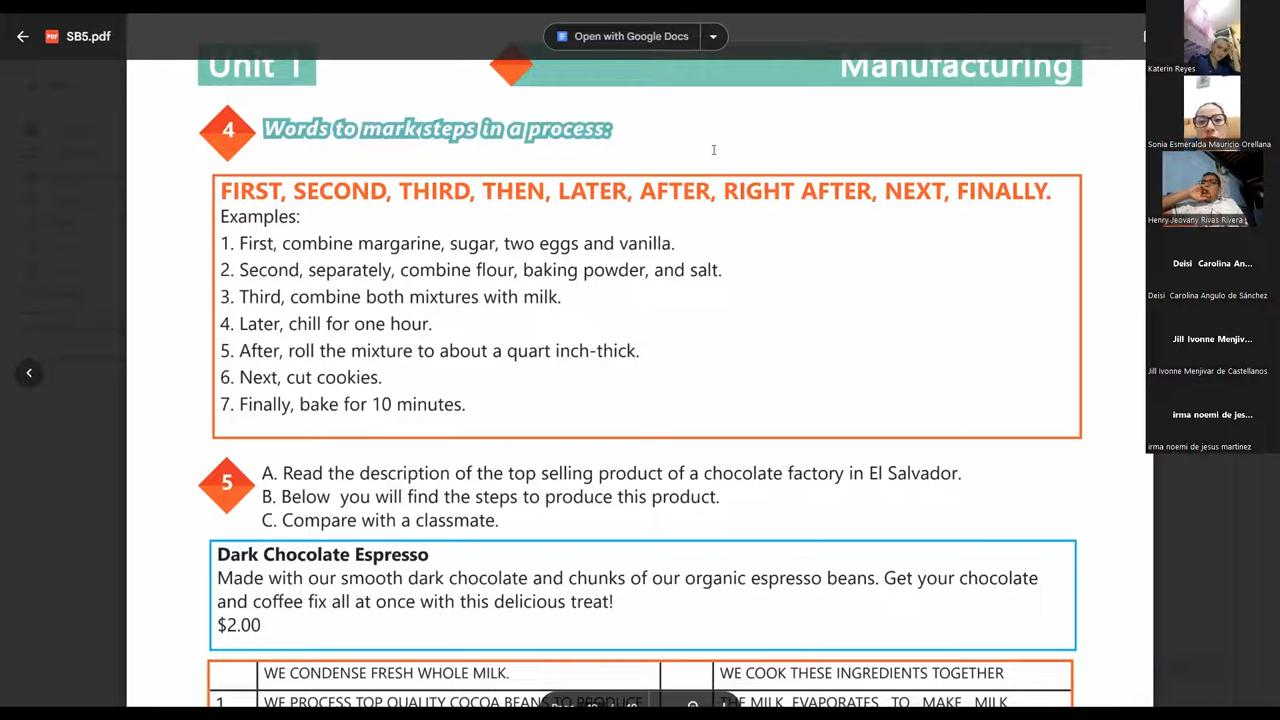 SB5.pdf
Open with Google Docs
Unit 1
Manufacturing
4
Words to mark steps in a process:
FIRST, SECOND, THIRD, THEN, LATER, AFTER, RIGHT AFTER, NEXT, FINALLY.
Examples:
1. First, combine margarine, sugar, two eggs and vanilla.
2. Second, separately, combine flour, baking powder, and salt.
3. Third, combine both mixtures with milk.
4. Later, chill for one hour.
5. After, roll the mixture to about a quart inch-thick.
6. Next, cut cookies.
7. Finally, bake for 10 minutes.
5
A. Read the description of the top selling product of a chocolate factory in El Salvador.
B. Below you will find the steps to produce this product.
C. Compare with a classmate.
Dark Chocolate Espresso
Made with our smooth dark chocolate and chunks of our organic espresso beans. Get your chocolate
and coffee fix all at once with this delicious treat!
$2.00
WE CONDENSE FRESH WHOLE MILK.
WE COOK THESE INGREDIENTS TOGETHER
1
WE PROCESS TOP QUALITY COCOA BEANS TO PRODUCE
THE MILK EVAPORATES TO MAKE MILK
Katerin Reyes
Sonia Esmeralda Mauricio Orellana
Henry Jeovany Rivas Rivera
Deisi Carolina An...
Deisi Carolina Angulo de Sánchez
Jill Ivonne Menjiv...
Jill Ivonne Menjivar de Castellanos
irma noemi de jes...
irma noemi de jesus martinez